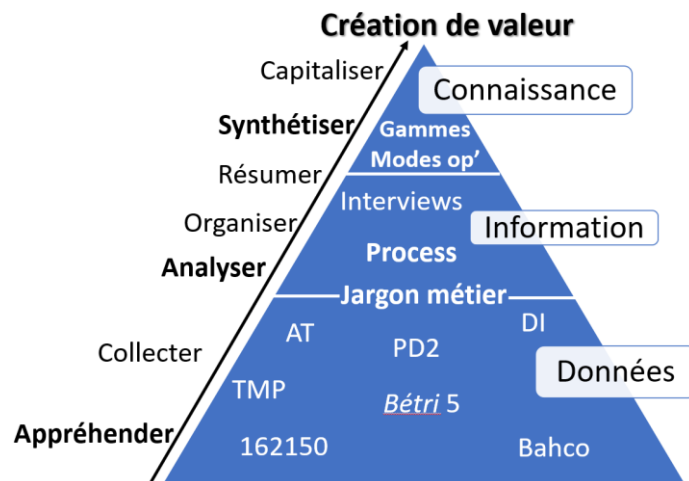 Création de valeur
Capitaliser
Connaissance
Synthétiser
Gammes
Modes op’
Résumer
Interviews
Organiser
Information
Process
Analyser
Jargon métier
AT
DI
PD2
Collecter
Données
TMP
Bétri 5
Appréhender
162150
Bahco